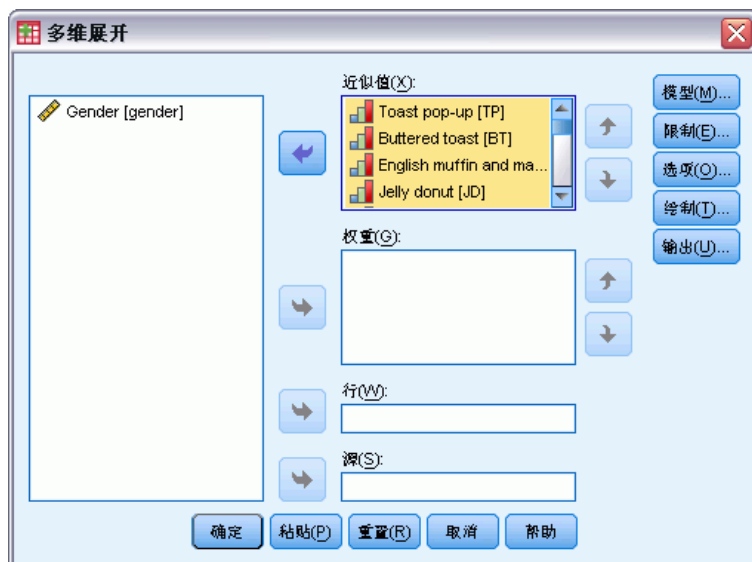 多维展开
Gender [gender]
近似值(X):
Toast pop-up [TP]
Buttered toast [BT]
English muffin and ma...
Jelly donut [JD]
权重(G):
行(W)
源(S):
模型(M)...
限制(E)...
选项(O)...
绘制(T)...
输出(U)...
确定
粘贴(P)
重置(R)
取消
帮助